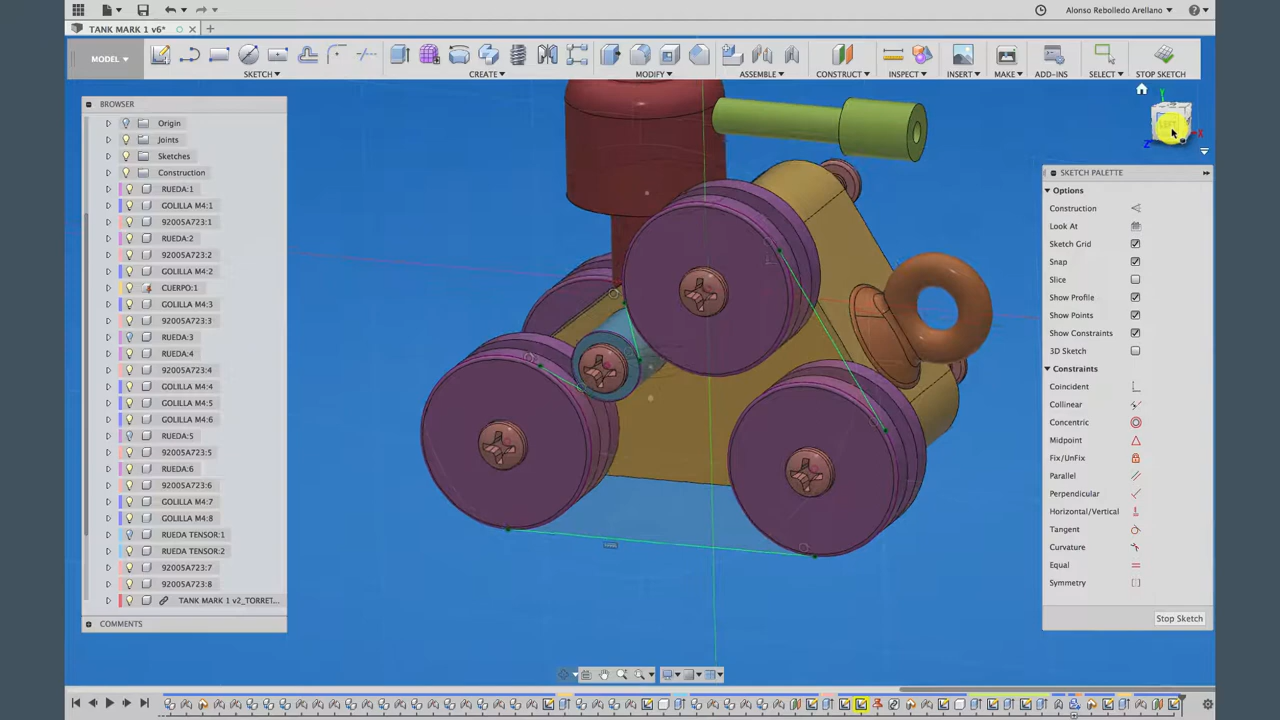 Alonso Rebolledo Arellano
TANK MARK 1 v6*
MODEL
SKETCH
CREATE
MODIFY
ASSEMBLE
CONSTRUCT
INSPECT
INSERT
MAKE
ADD-INS
SELECT
STOP SKETCH
BROWSER
Origin
Joints
Sketches
Construction
RUEDA:1
GOLILLA M4:1
92005A723:1
RUEDA:2
92005A723:2
GOLILLA M4:2
CUERPO:1
GOLILLA M4:3
92005A723:3
RUEDA:3
RUEDA:4
92005A723:4
GOLILLA M4:4
GOLILLA M4:5
GOLILLA M4:6
RUEDA:5
92005A723:5
RUEDA:6
92005A723:6
GOLILLA M4:7
GOLILLA M4:8
RUEDA TENSOR:1
RUEDA TENSOR:2
92005A723:7
92005A723:8
TANK MARK 1 v2_TORRET...
COMMENTS
Y
X
Z
SKETCH PALETTE
Options
Construction
Look At
Sketch Grid
Snap
Slice
Show Profile
Show Points
Show Constraints
3D Sketch
Constraints
Coincident
Collinear
Concentric
Midpoint
Fix/UnFix
Parallel
Perpendicular
Horizontal/Vertical
Tangent
Curvature
Equal
Symmetry
Stop Sketch